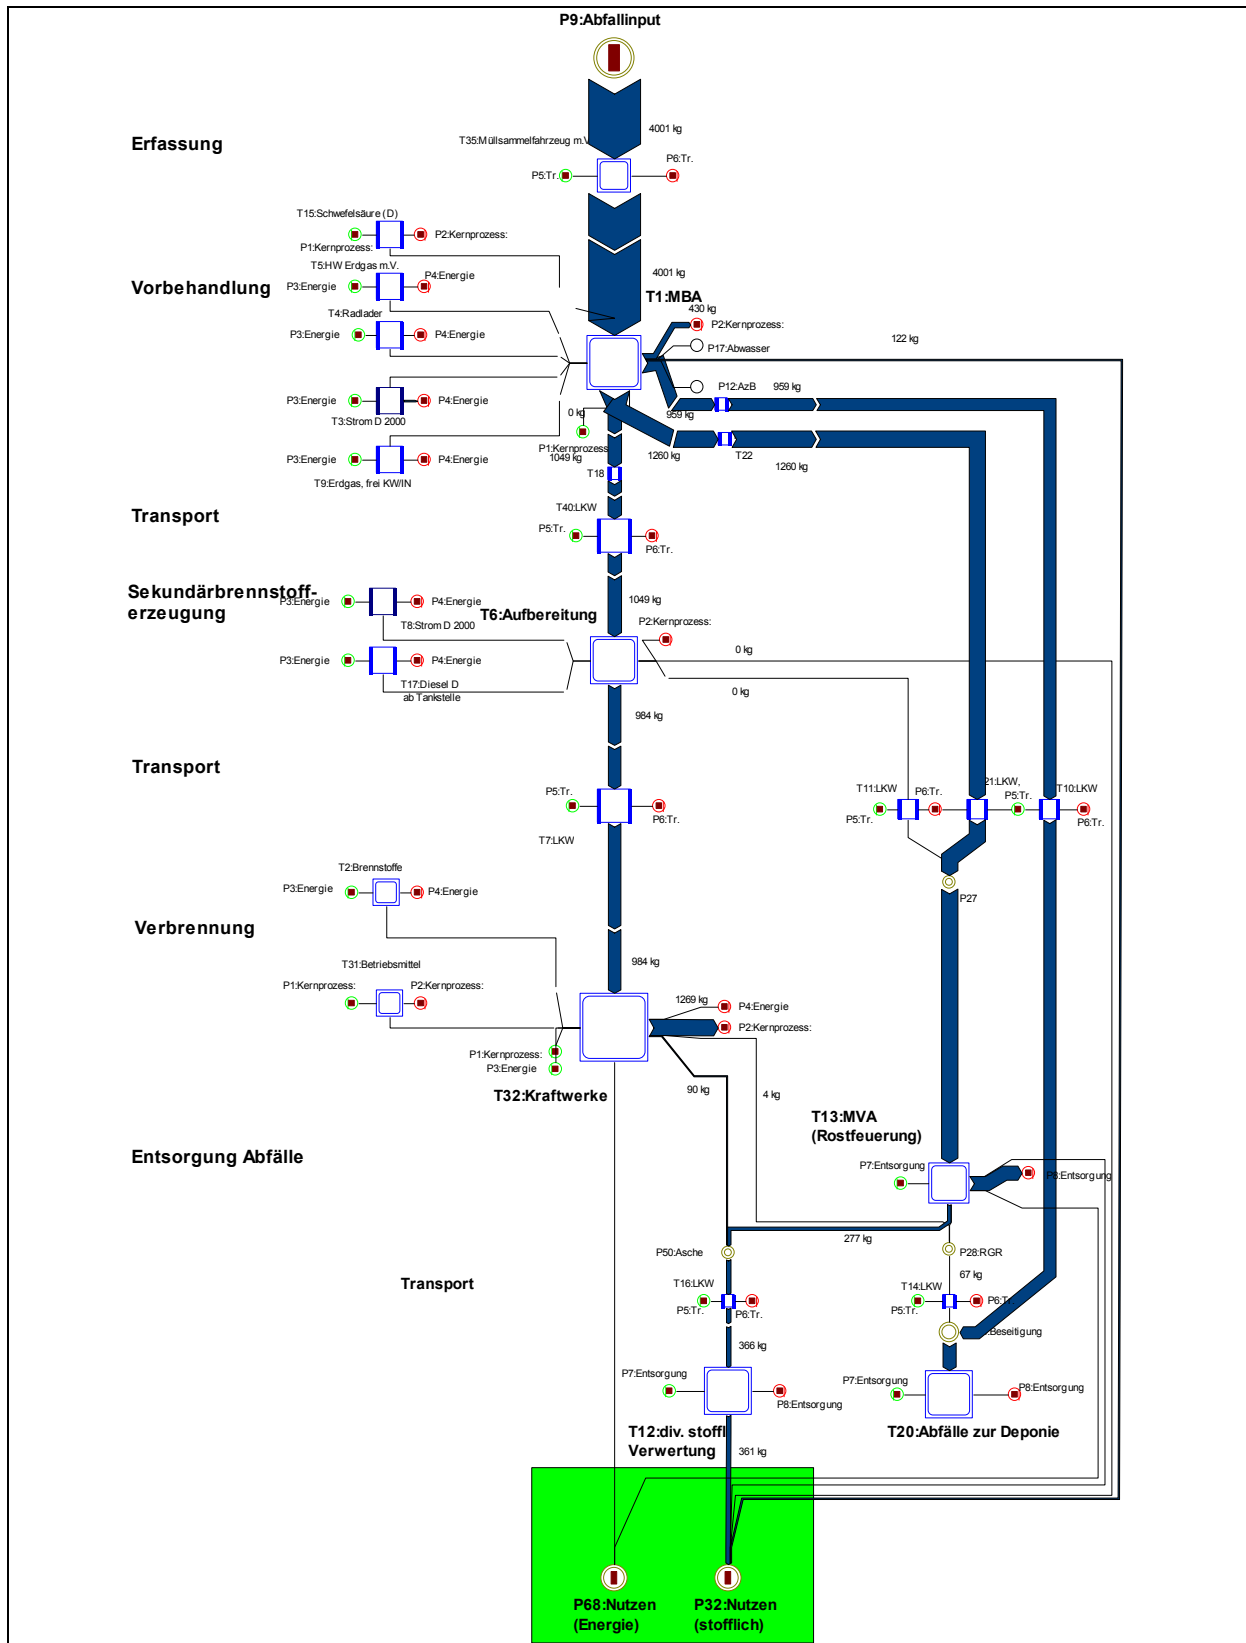 P9:Abfallinput
4001 kg
Erfassung
T35:Müllsammelfahrzeug m.V
P6:Tr.
P5:Tr.
T15:Schwefelsäure (D)
P2:Kernprozess:
P1:Kernprozess:
T5:HW Erdgas m.V.
P4:Energie
P3:Energie
Vorbehandlung
4001 kg
T1:MBA
430 kg
P2:Kernprozess:
T4:Radlader
P3:Energie
P4:Energie
P17:Abwasser
122 kg
P12:AzB
959 kg
P3:Energie
P4:Energie
T3:Strom D 2000
0 kg
959 kg
P1:Kernprozess
1049 kg
1260 kg
T22
1260 kg
P3:Energie
P4:Energie
T9:Erdgas, frei KW/IN
T18
Transport
T40:LKW
P5:Tr.
P6:Tr.
Sekundärbrennstoff-
erzeugung
P3:Energie
P4:Energie
T8:Strom D 2000
1049 kg
T6:Aufbereitung
P2:Kernprozess:
0 kg
P3:Energie
P4:Energie
T17:Diesel D
ab Tankstelle
0 kg
984 kg
Transport
P5:Tr.
P6:Tr.
T7:LKW
T11:LKW
P6:Tr.
21:LKW,
P5:Tr.
T10:LKW
P5:Tr.
P6:Tr.
T2:Brennstoffe
P3:Energie
P4:Energie
P27
Verbrennung
984 kg
T31:Betriebsmittel
P1:Kernprozess:
P2:Kernprozess:
1269 kg
P4:Energie
P2:Kernprozess:
P1:Kernprozess:
P3:Energie
T32:Kraftwerke
90 kg
4 kg
T13:MVA
(Rostfeuerung)
Entsorgung Abfälle
P7:Entsorgung
P8:Entsorgung
277 kg
P50:Asche
P28:RGR
Transport
T16:LKW
67 kg
T14:LKW
P5:Tr.
P6:Tr.
P5:Tr.
P6:Tr.
:Beseitigung
366 kg
P7:Entsorgung
P8:Entsorgung
P7:Entsorgung
P8:Entsorgung
T12:div. stoffl
Verwertung
361 kg
T20:Abfälle zur Deponie
P68:Nutzen
(Energie)
P32:Nutzen
(stofflich)